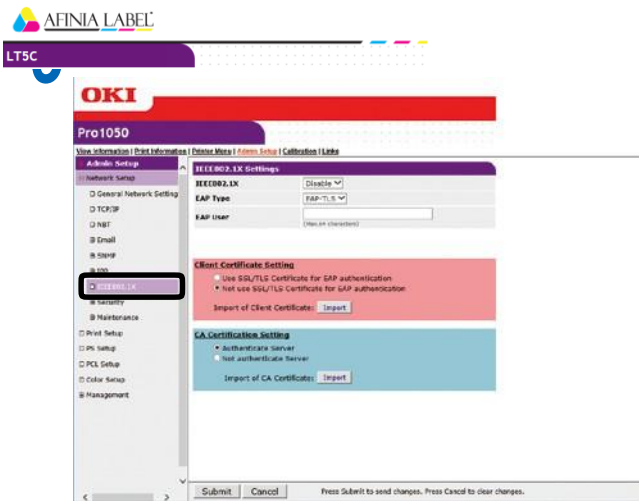 AFINIA LABEL
LT5C
OKI
Pro1050
View Information | Print Information | Printer Menu | Admin Setup | Calibration | Links
Admin Setup
Network Setup
General Network Setting
TCP/IP
NBT
Email
SNMP
IPP
IEEE802.1X
Security
Maintenance
Print Setup
PS Setup
PCL Setup
Color Setup
Management
IEEE802.1X Settings
IEEE802.1X Disable
EAP Type EAP-TLS
EAP User
(Max.64 characters)
Client Certificate Setting
Use SSL/TLS Certificate for EAP authentication
Not use SSL/TLS Certificate for EAP authentication
Import of Client Certificate: Import
CA Certification Setting
Authenticate Server
Not authenticate Server
Import of CA Certificate: Import
Submit Cancel Press Submit to send changes. Press Cancel to clear changes.